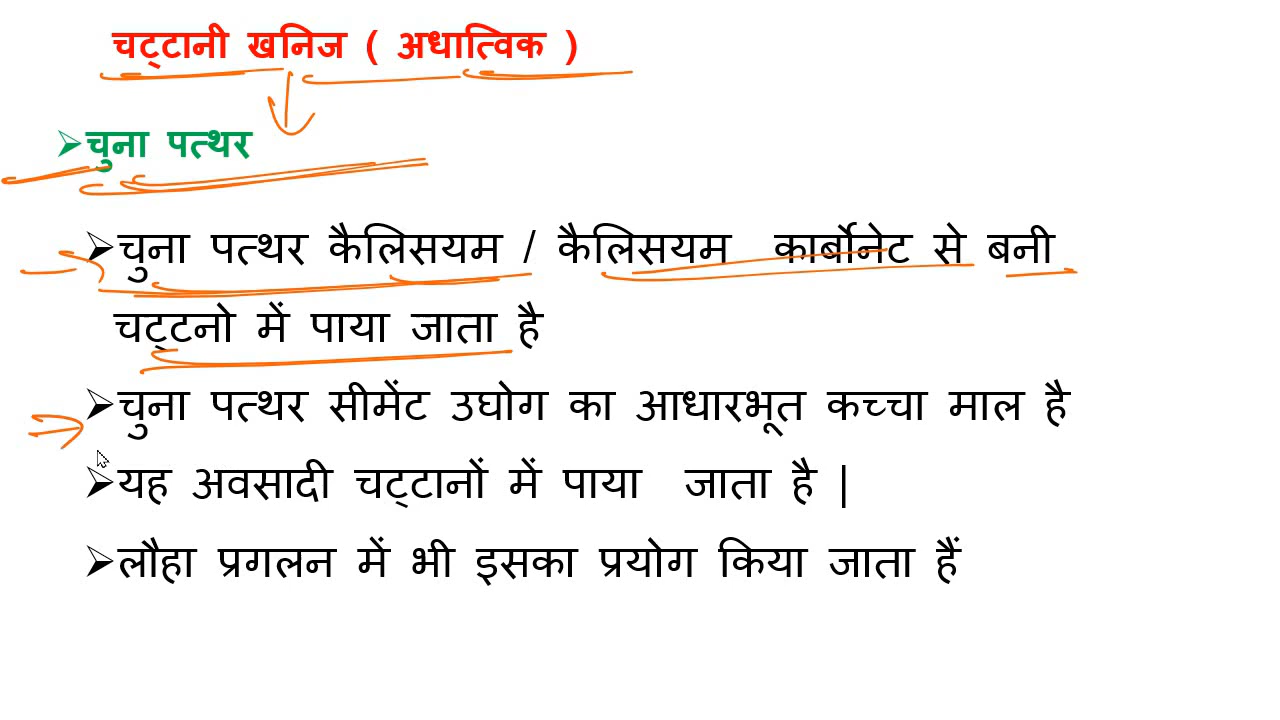 चट्टानी खनिज ( अधात्विक )
➢चुना पत्थर
➢चुना पत्थर कैलिसयम / कैलिसयम कार्बोनेट से बनी
चट्टनो में पाया जाता है
➢चुना पत्थर सीमेंट उघोग का आधारभूत कच्चा माल है
➢यह अवसादी चट्टानों में पाया जाता है |
➢लौहा प्रगलन में भी इसका प्रयोग किया जाता हैं